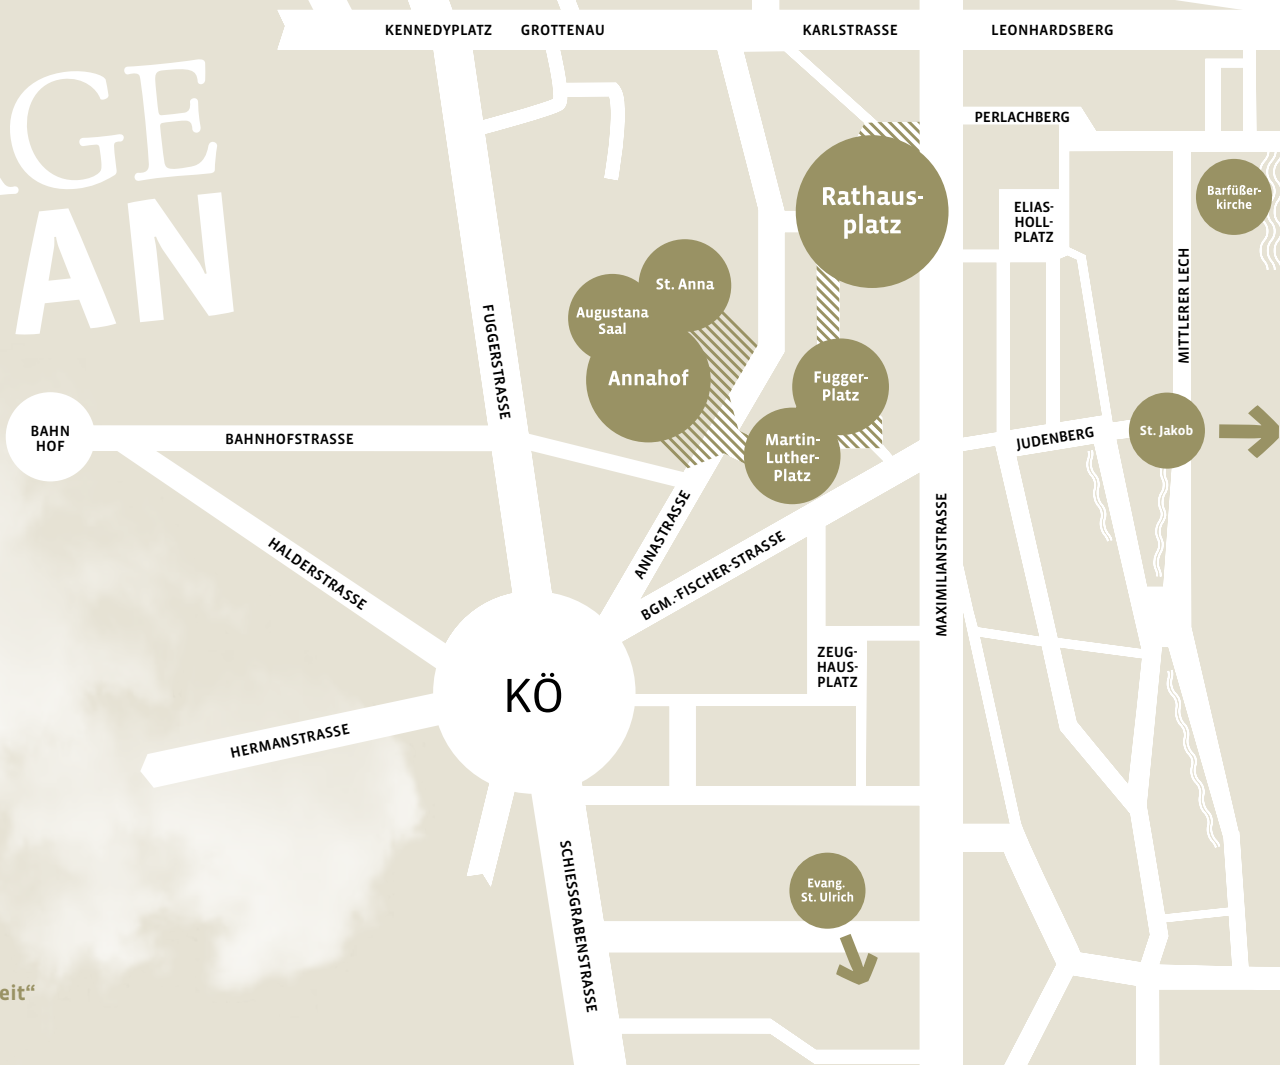 KENNEDYPLATZ
GROTTENAU
KARLSTRASSE
LEONHARDSBERG
GE
AN
PERLACHBERG
Rathaus-
platz
Barfüßer-
kirche
ELIAS-
HOLL-
PLATZ
MITTLERER LECH
St. Anna
Augustana
Saal
Annahof
FUGGERSTRASSE
Fugger-
Platz
Martin-
Luther-
Platz
BAHN
HOF
BAHNHOFSTRASSE
JUDENBERG
St. Jakob
HALDERSTRASSE
ANNASTRASSE
BGM.-FISCHER-STRASSE
MAXIMILIANSTRASSE
ZEUG-
HAUS-
PLATZ
KÖ
HERMANSTRASSE
SCHIESSGRABENSTRASSE
Evang.
St. Ulrich
eit“